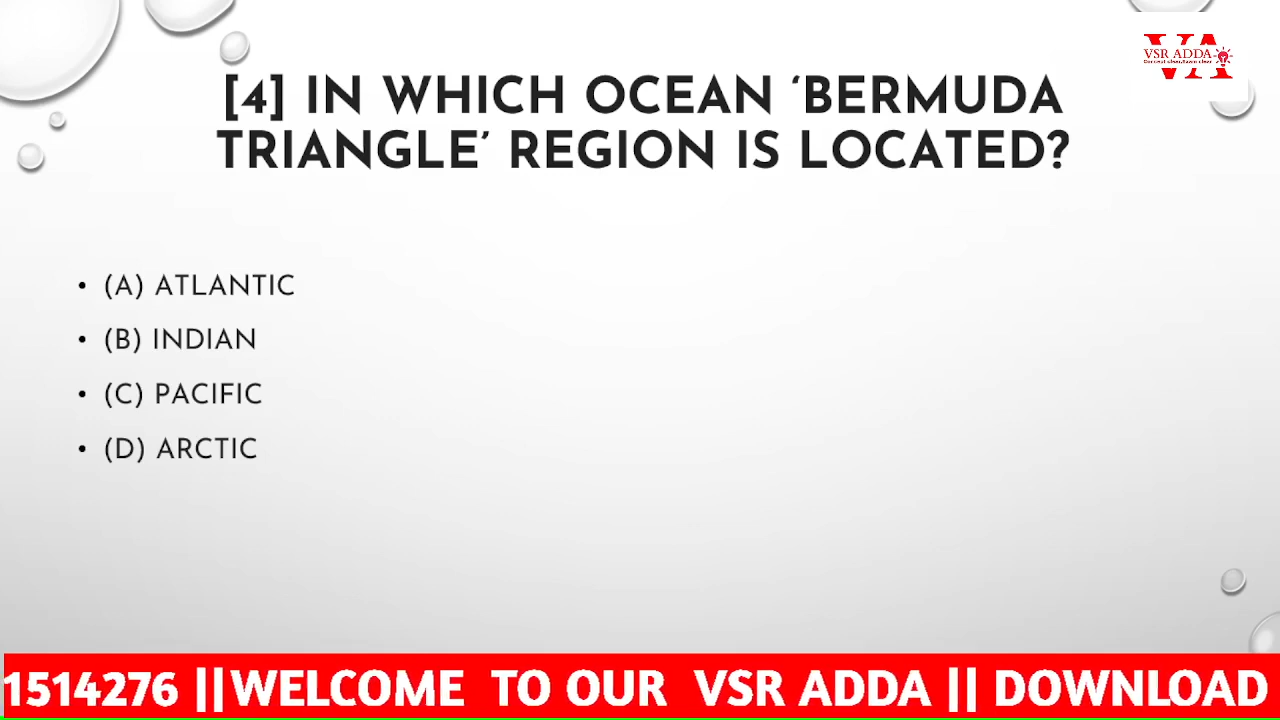 VSR ADDA
[4] IN WHICH OCEAN ‘BERMUDA
TRIANGLE’ REGION IS LOCATED?
• (A) ATLANTIC
• (B) INDIAN
• (C) PACIFIC
• (D) ARCTIC
1514276 ||WELCOME TO OUR VSR ADDA || DOWNLOAD